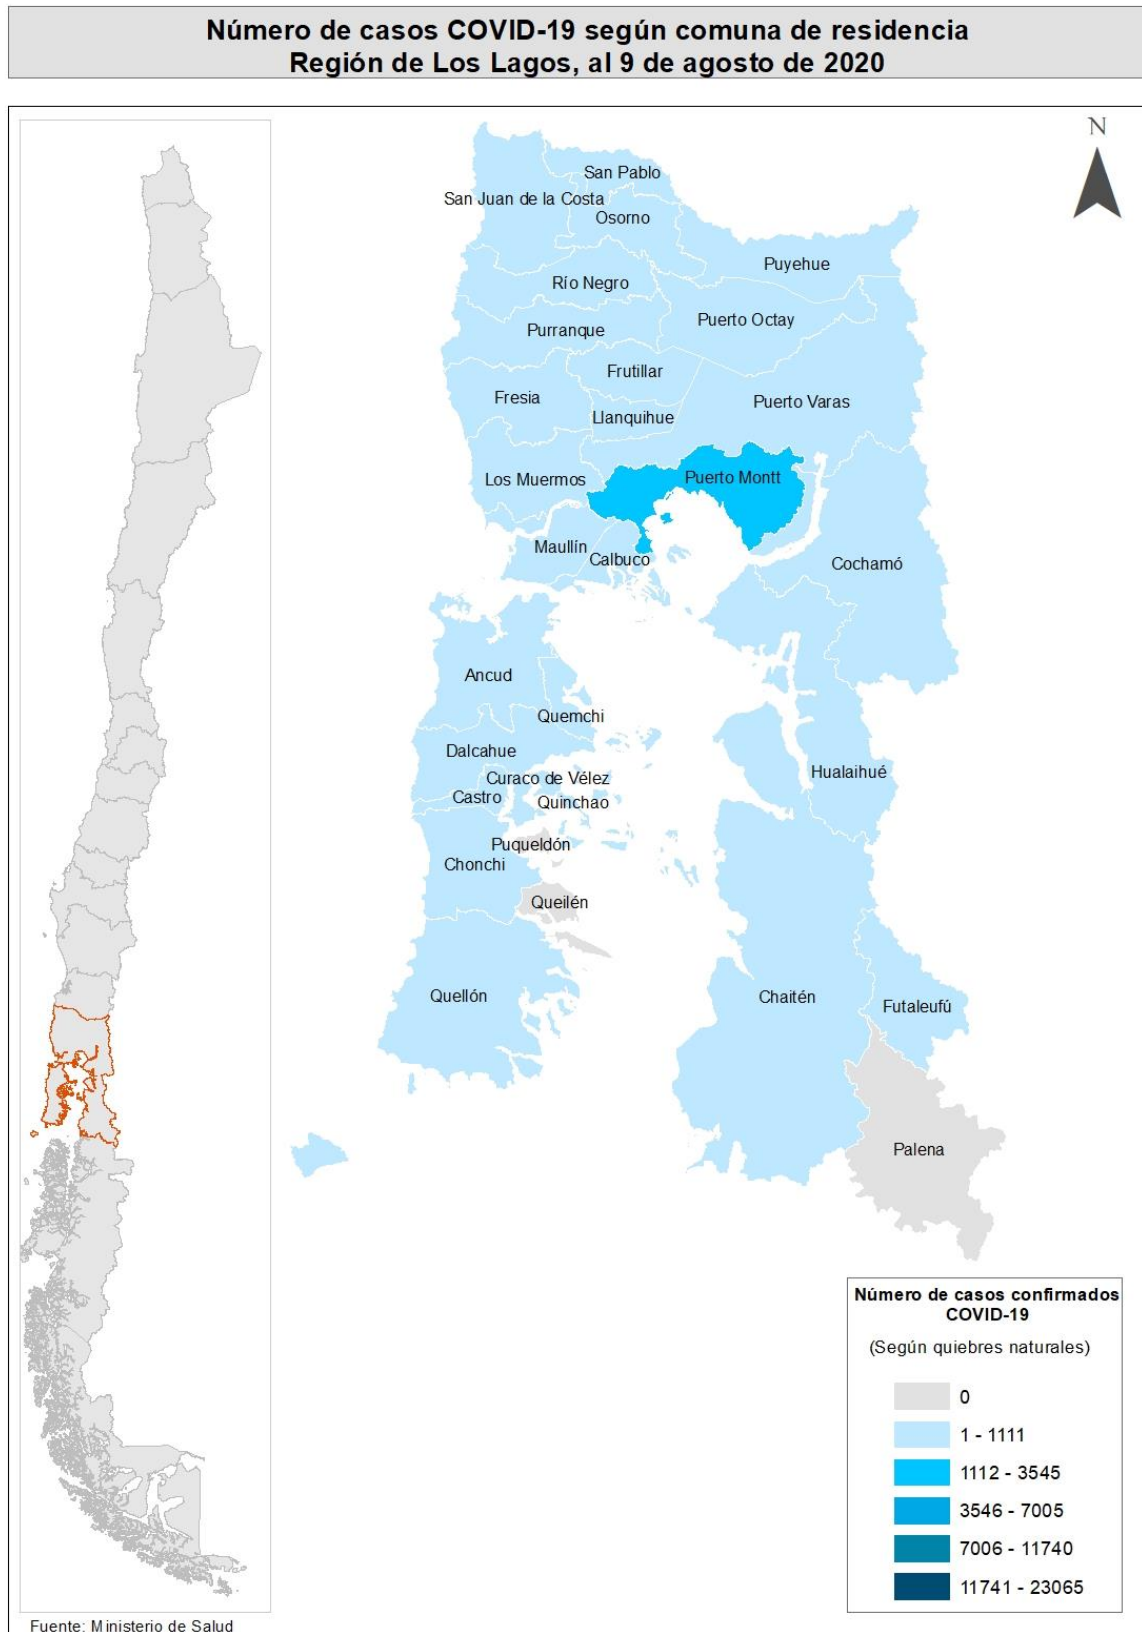 Número de casos COVID-19 según comuna de residencia
Región de Los Lagos, al 9 de agosto de 2020
N
San Pablo
San Juan de la Costa
Osorno
Puyehue
Río Negro
Puerto Octay
Purranque
Frutillar
Fresia
Puerto Varas
Llanquihue
Los Muermos
Puerto Montt
Maullín
Calbuco
Cochamó
Ancud
Quemchi
Dalcahue
Hualaihué
Curaco de Vélez
Castro
Quinchao
Puqueldón
Chonchi
Queilén
Quellón
Chaitén
Futaleufú
Palena
Número de casos confirmados
COVID-19
(Según quiebres naturales)
0
1 - 1111
1112 - 3545
3546 - 7005
7006 - 11740
11741 - 23065
Fuente: Ministerio de Salud